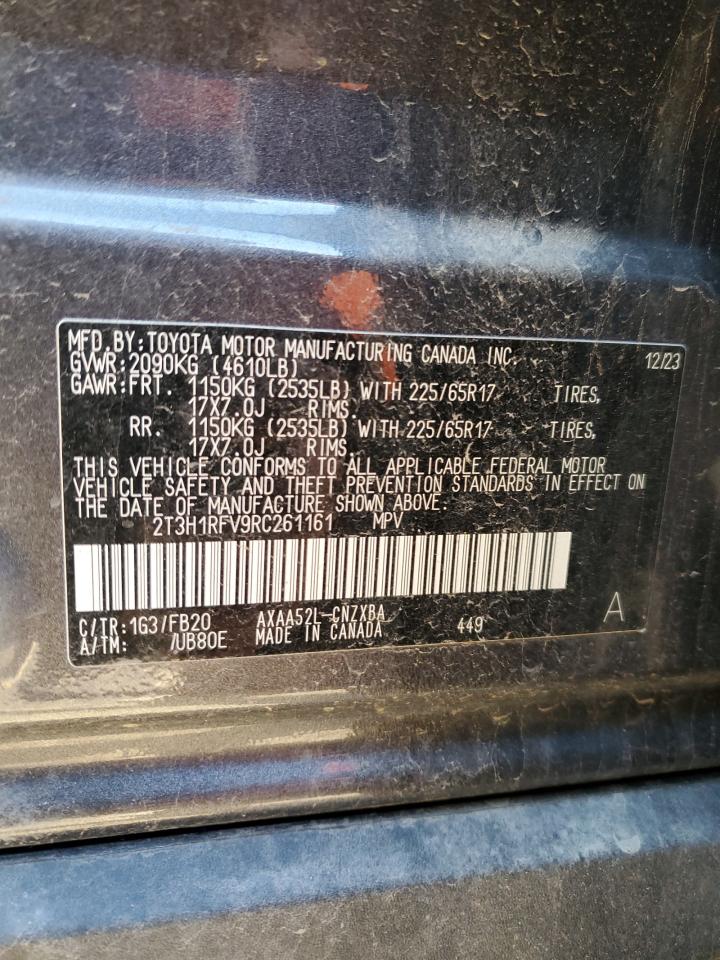 MFD.BY:TOYOTA MOTOR MANUFACTURING CANADA INC. 12/23
GVWR:2090KG (4610LB)
GAWR:FRT. 1150KG (2535LB) WITH 225/65R17 TIRES,
17X7.0J RIMS.
RR. 1150KG (2535LB) WITH 225/65R17 TIRES,
17X7.0J RIMS.
THIS VEHICLE CONFORMS TO ALL APPLICABLE FEDERAL MOTOR
VEHICLE SAFETY AND THEFT PREVENTION STANDARDS IN EFFECT ON
THE DATE OF MANUFACTURE SHOWN ABOVE.
2T3H1RFV9RC261161 MPV
C/TR:1G3/FB20 AXAA52L-CNZXBA 449 A
A/TM: /UB80E MADE IN CANADA